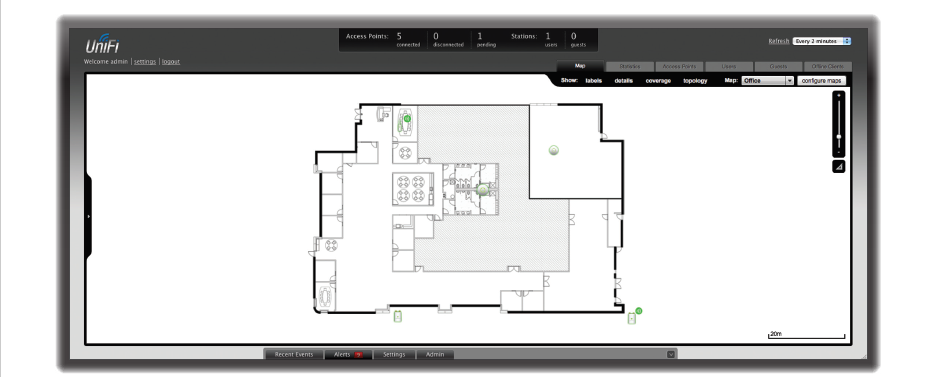 UniFi
Access Points: 5 connected 0 disconnected 1 pending Stations: 1 users 0 guests
Refresh Every 2 minutes
Welcome admin | settings | logout
Map Statistics Access Points Users Guests Offline Clients
Show: labels details coverage topology Map: Office configure maps
20m
Recent Events Alerts Settings Admin